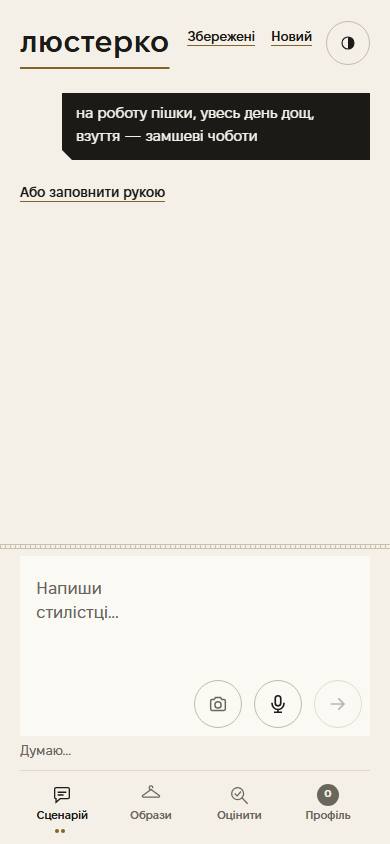 люстерко
Збережені
Новий
на роботу пішки, увесь день дощ,
взуття — замшеві чоботи
Або заповнити рукою
Напиши
стилістці...
Думаю...
Сценарій
Образи
Оцінити
О
Профіль